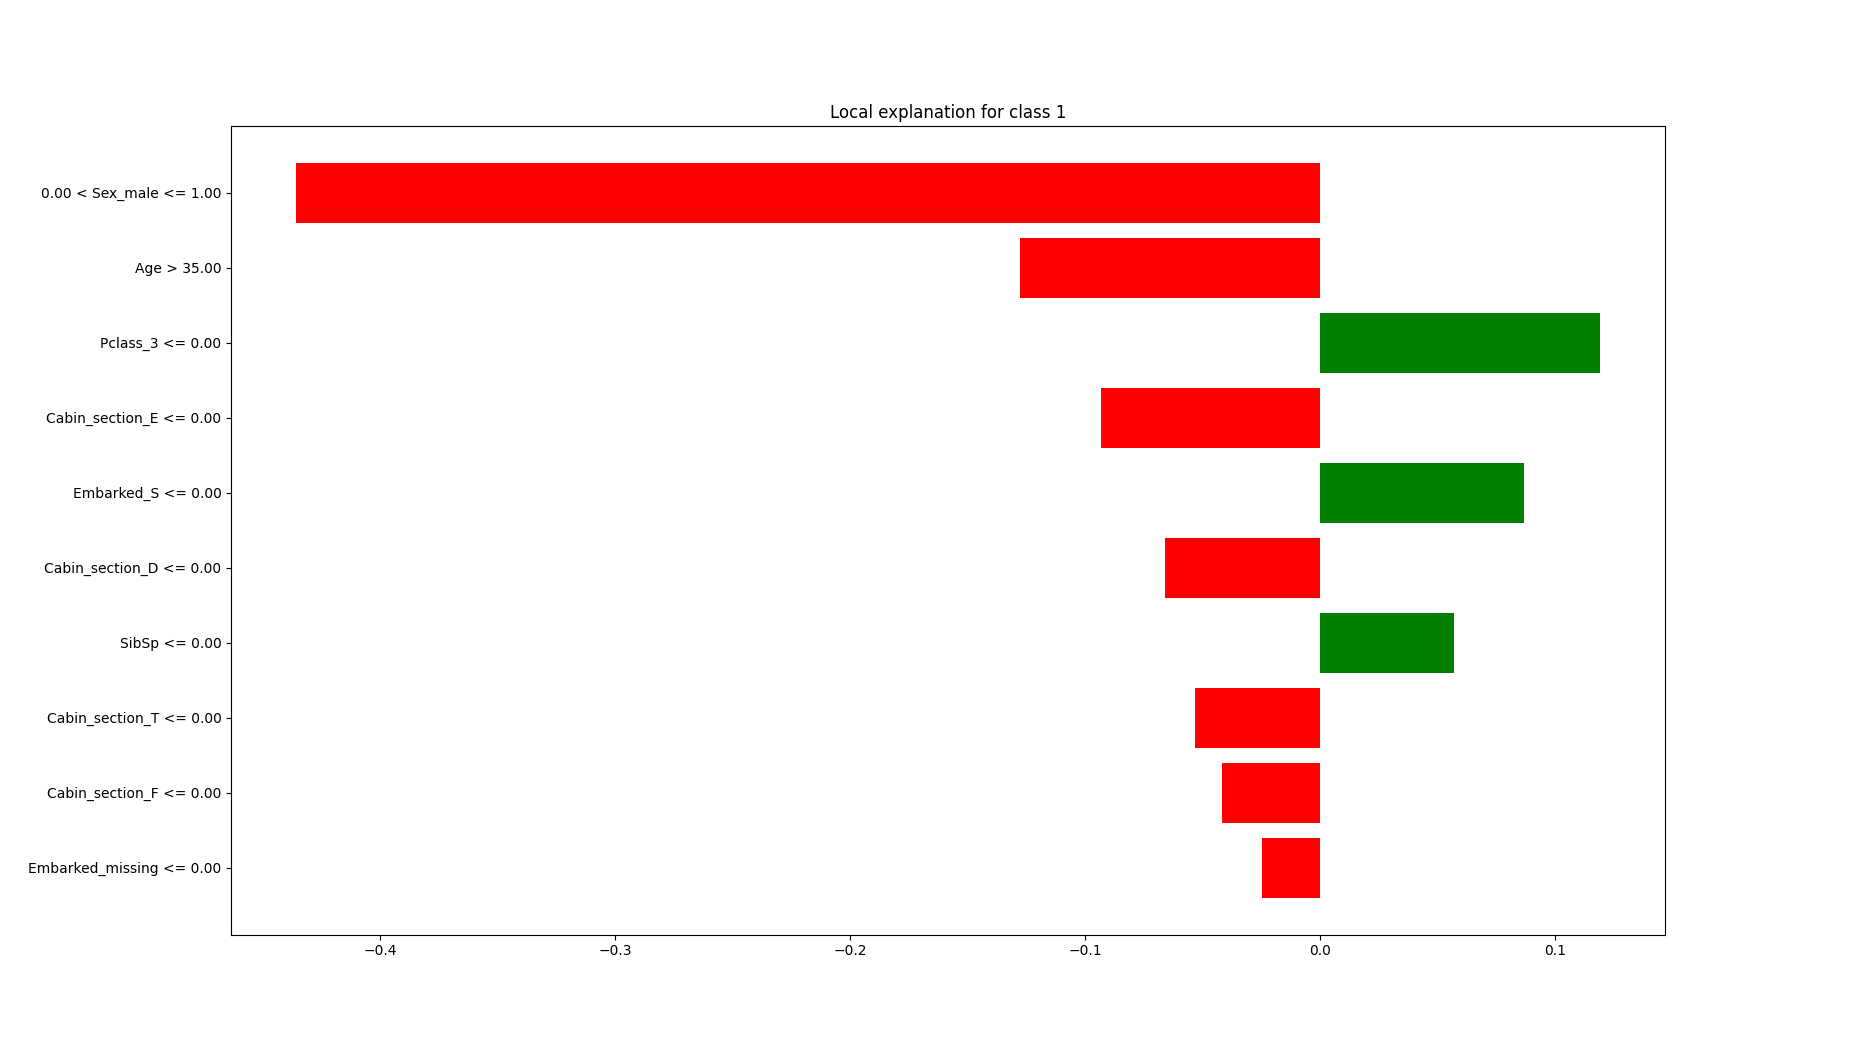 Local explanation for class 1
0.00 < Sex_male <= 1.00
Age > 35.00
Pclass_3 <= 0.00
Cabin_section_E <= 0.00
Embarked_S <= 0.00
Cabin_section_D <= 0.00
SibSp <= 0.00
Cabin_section_T <= 0.00
Cabin_section_F <= 0.00
Embarked_missing <= 0.00
−0.4 −0.3 −0.2 −0.1 0.0 0.1